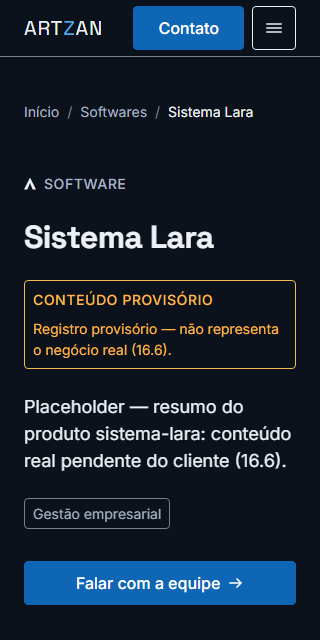 ARTZAN
Contato
Início / Softwares / Sistema Lara
SOFTWARE
Sistema Lara
CONTEÚDO PROVISÓRIO
Registro provisório — não representa
o negócio real (16.6).
Placeholder — resumo do
produto sistema-lara: conteúdo
real pendente do cliente (16.6).
Gestão empresarial
Falar com a equipe →